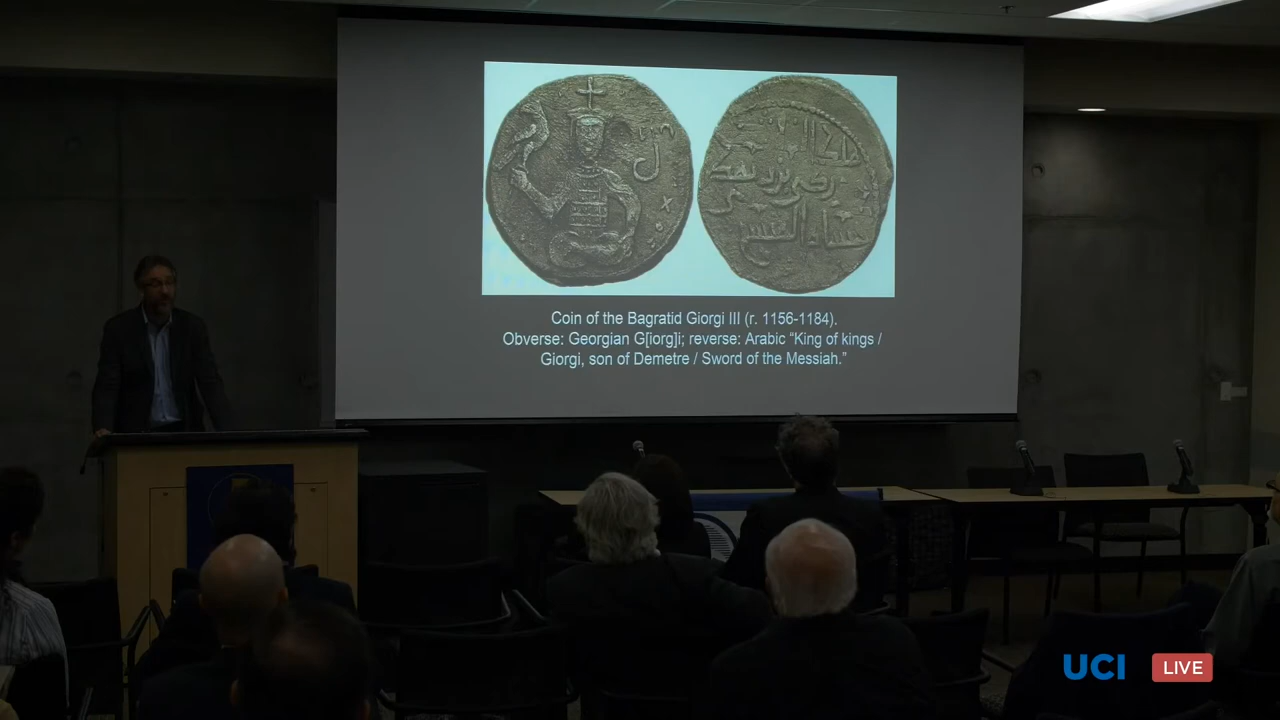 Coin of the Bagratid Giorgi III (r. 1156-1184).
Obverse: Georgian G[iorg]i; reverse: Arabic “King of kings /
Giorgi, son of Demetre / Sword of the Messiah.”
UCI LIVE